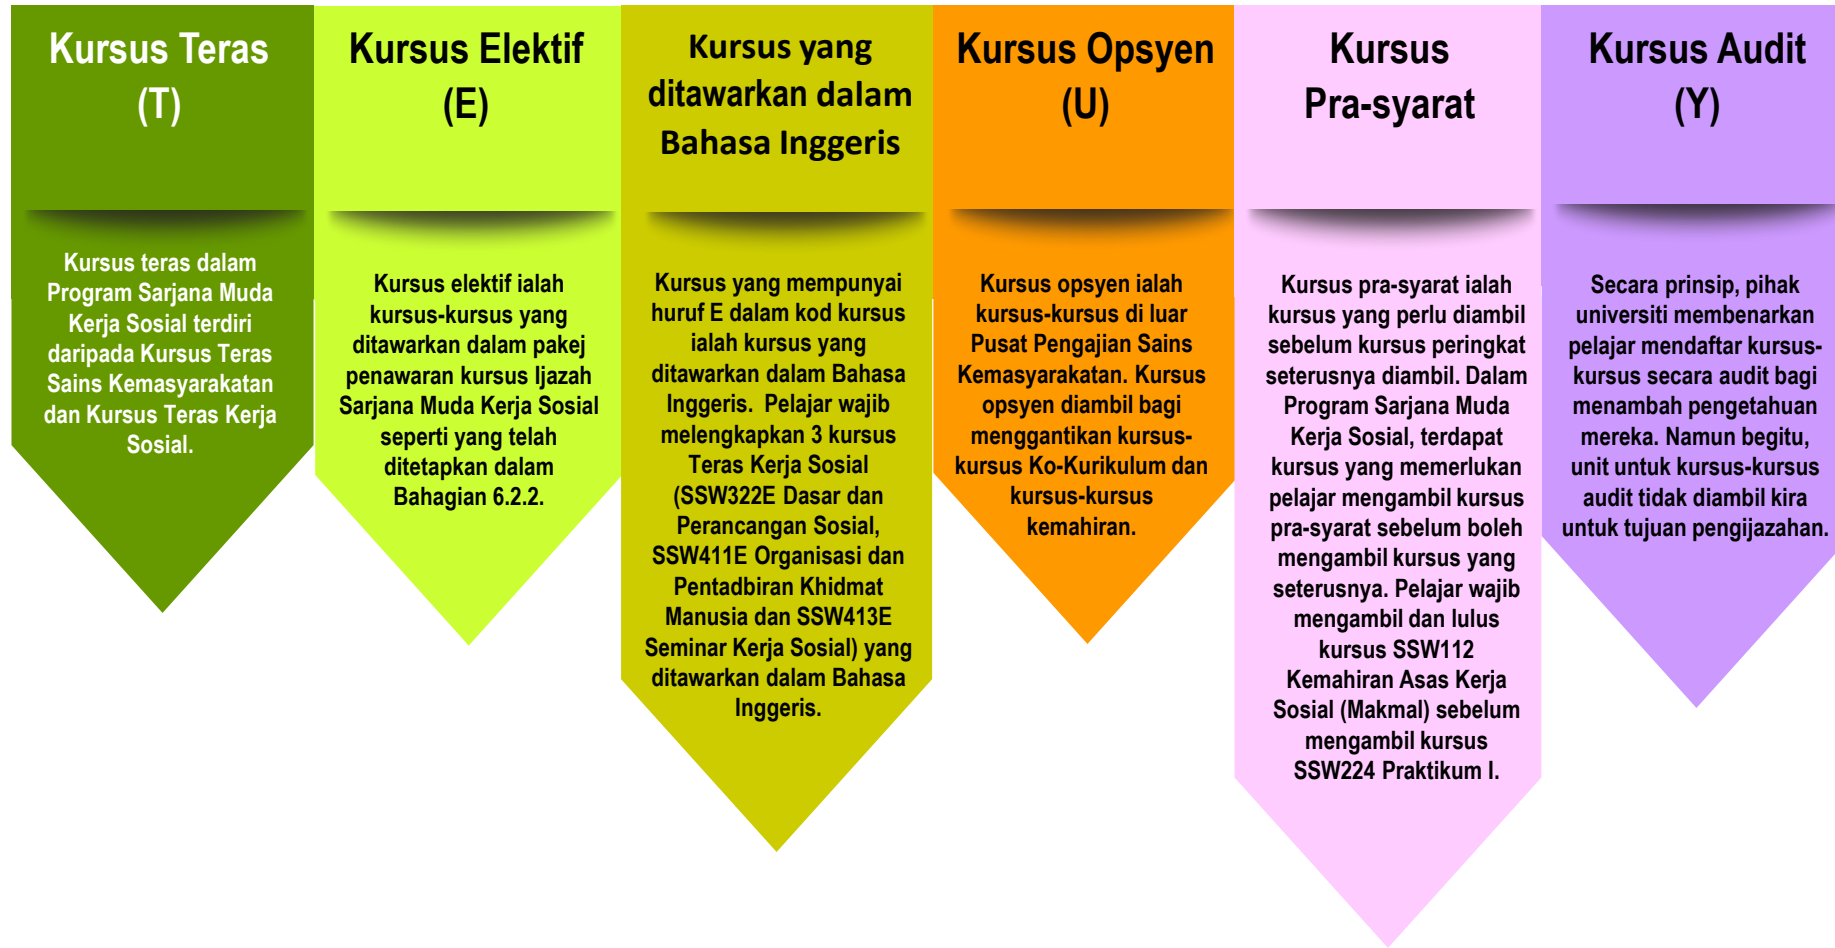 Kursus Teras
(T)
Kursus teras dalam
Program Sarjana Muda
Kerja Sosial terdiri
daripada Kursus Teras
Sains Kemasyarakatan
dan Kursus Teras Kerja
Sosial.
Kursus Elektif
(E)
Kursus elektif ialah
kursus-kursus yang
ditawarkan dalam pakej
penawaran kursus Ijazah
Sarjana Muda Kerja Sosial
seperti yang telah
ditetapkan dalam
Bahagian 6.2.2.
Kursus yang
ditawarkan dalam
Bahasa Inggeris
Kursus yang mempunyai
huruf E dalam kod kursus
ialah kursus yang
ditawarkan dalam Bahasa
Inggeris. Pelajar wajib
melengkapkan 3 kursus
Teras Kerja Sosial
(SSW322E Dasar dan
Perancangan Sosial,
SSW411E Organisasi dan
Pentadbiran Khidmat
Manusia dan SSW413E
Seminar Kerja Sosial) yang
ditawarkan dalam Bahasa
Inggeris.
Kursus Opsyen
(U)
Kursus opsyen ialah
kursus-kursus di luar
Pusat Pengajian Sains
Kemasyarakatan. Kursus
opsyen diambil bagi
menggantikan kursus-
kursus Ko-Kurikulum dan
kursus-kursus
kemahiran.
Kursus
Pra-syarat
Kursus pra-syarat ialah
kursus yang perlu diambil
sebelum kursus peringkat
seterusnya diambil. Dalam
Program Sarjana Muda
Kerja Sosial, terdapat
kursus yang memerlukan
pelajar mengambil kursus
pra-syarat sebelum boleh
mengambil kursus yang
seterusnya. Pelajar wajib
mengambil dan lulus
kursus SSW112
Kemahiran Asas Kerja
Sosial (Makmal) sebelum
mengambil kursus
SSW224 Praktikum I.
Kursus Audit
(Y)
Secara prinsip, pihak
universiti membenarkan
pelajar mendaftar kursus-
kursus secara audit bagi
menambah pengetahuan
mereka. Namun begitu,
unit untuk kursus-kursus
audit tidak diambil kira
untuk tujuan pengijazahan.